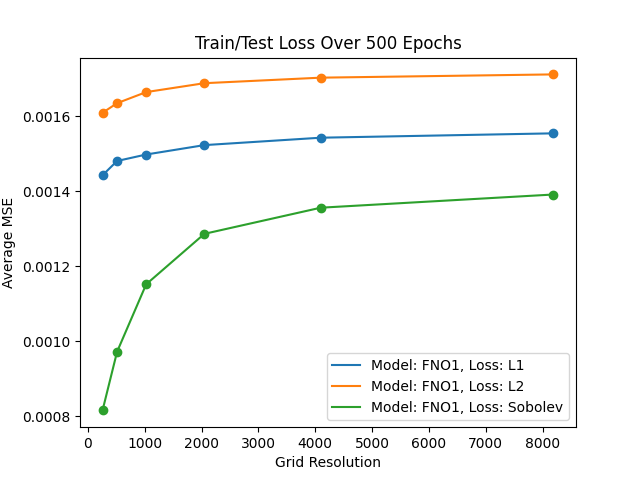 Train/Test Loss Over 500 Epochs
Average MSE
0.0016
0.0014
0.0012
0.0010
0.0008
Model: FNO1, Loss: L1
Model: FNO1, Loss: L2
Model: FNO1, Loss: Sobolev
0 1000 2000 3000 4000 5000 6000 7000 8000
Grid Resolution